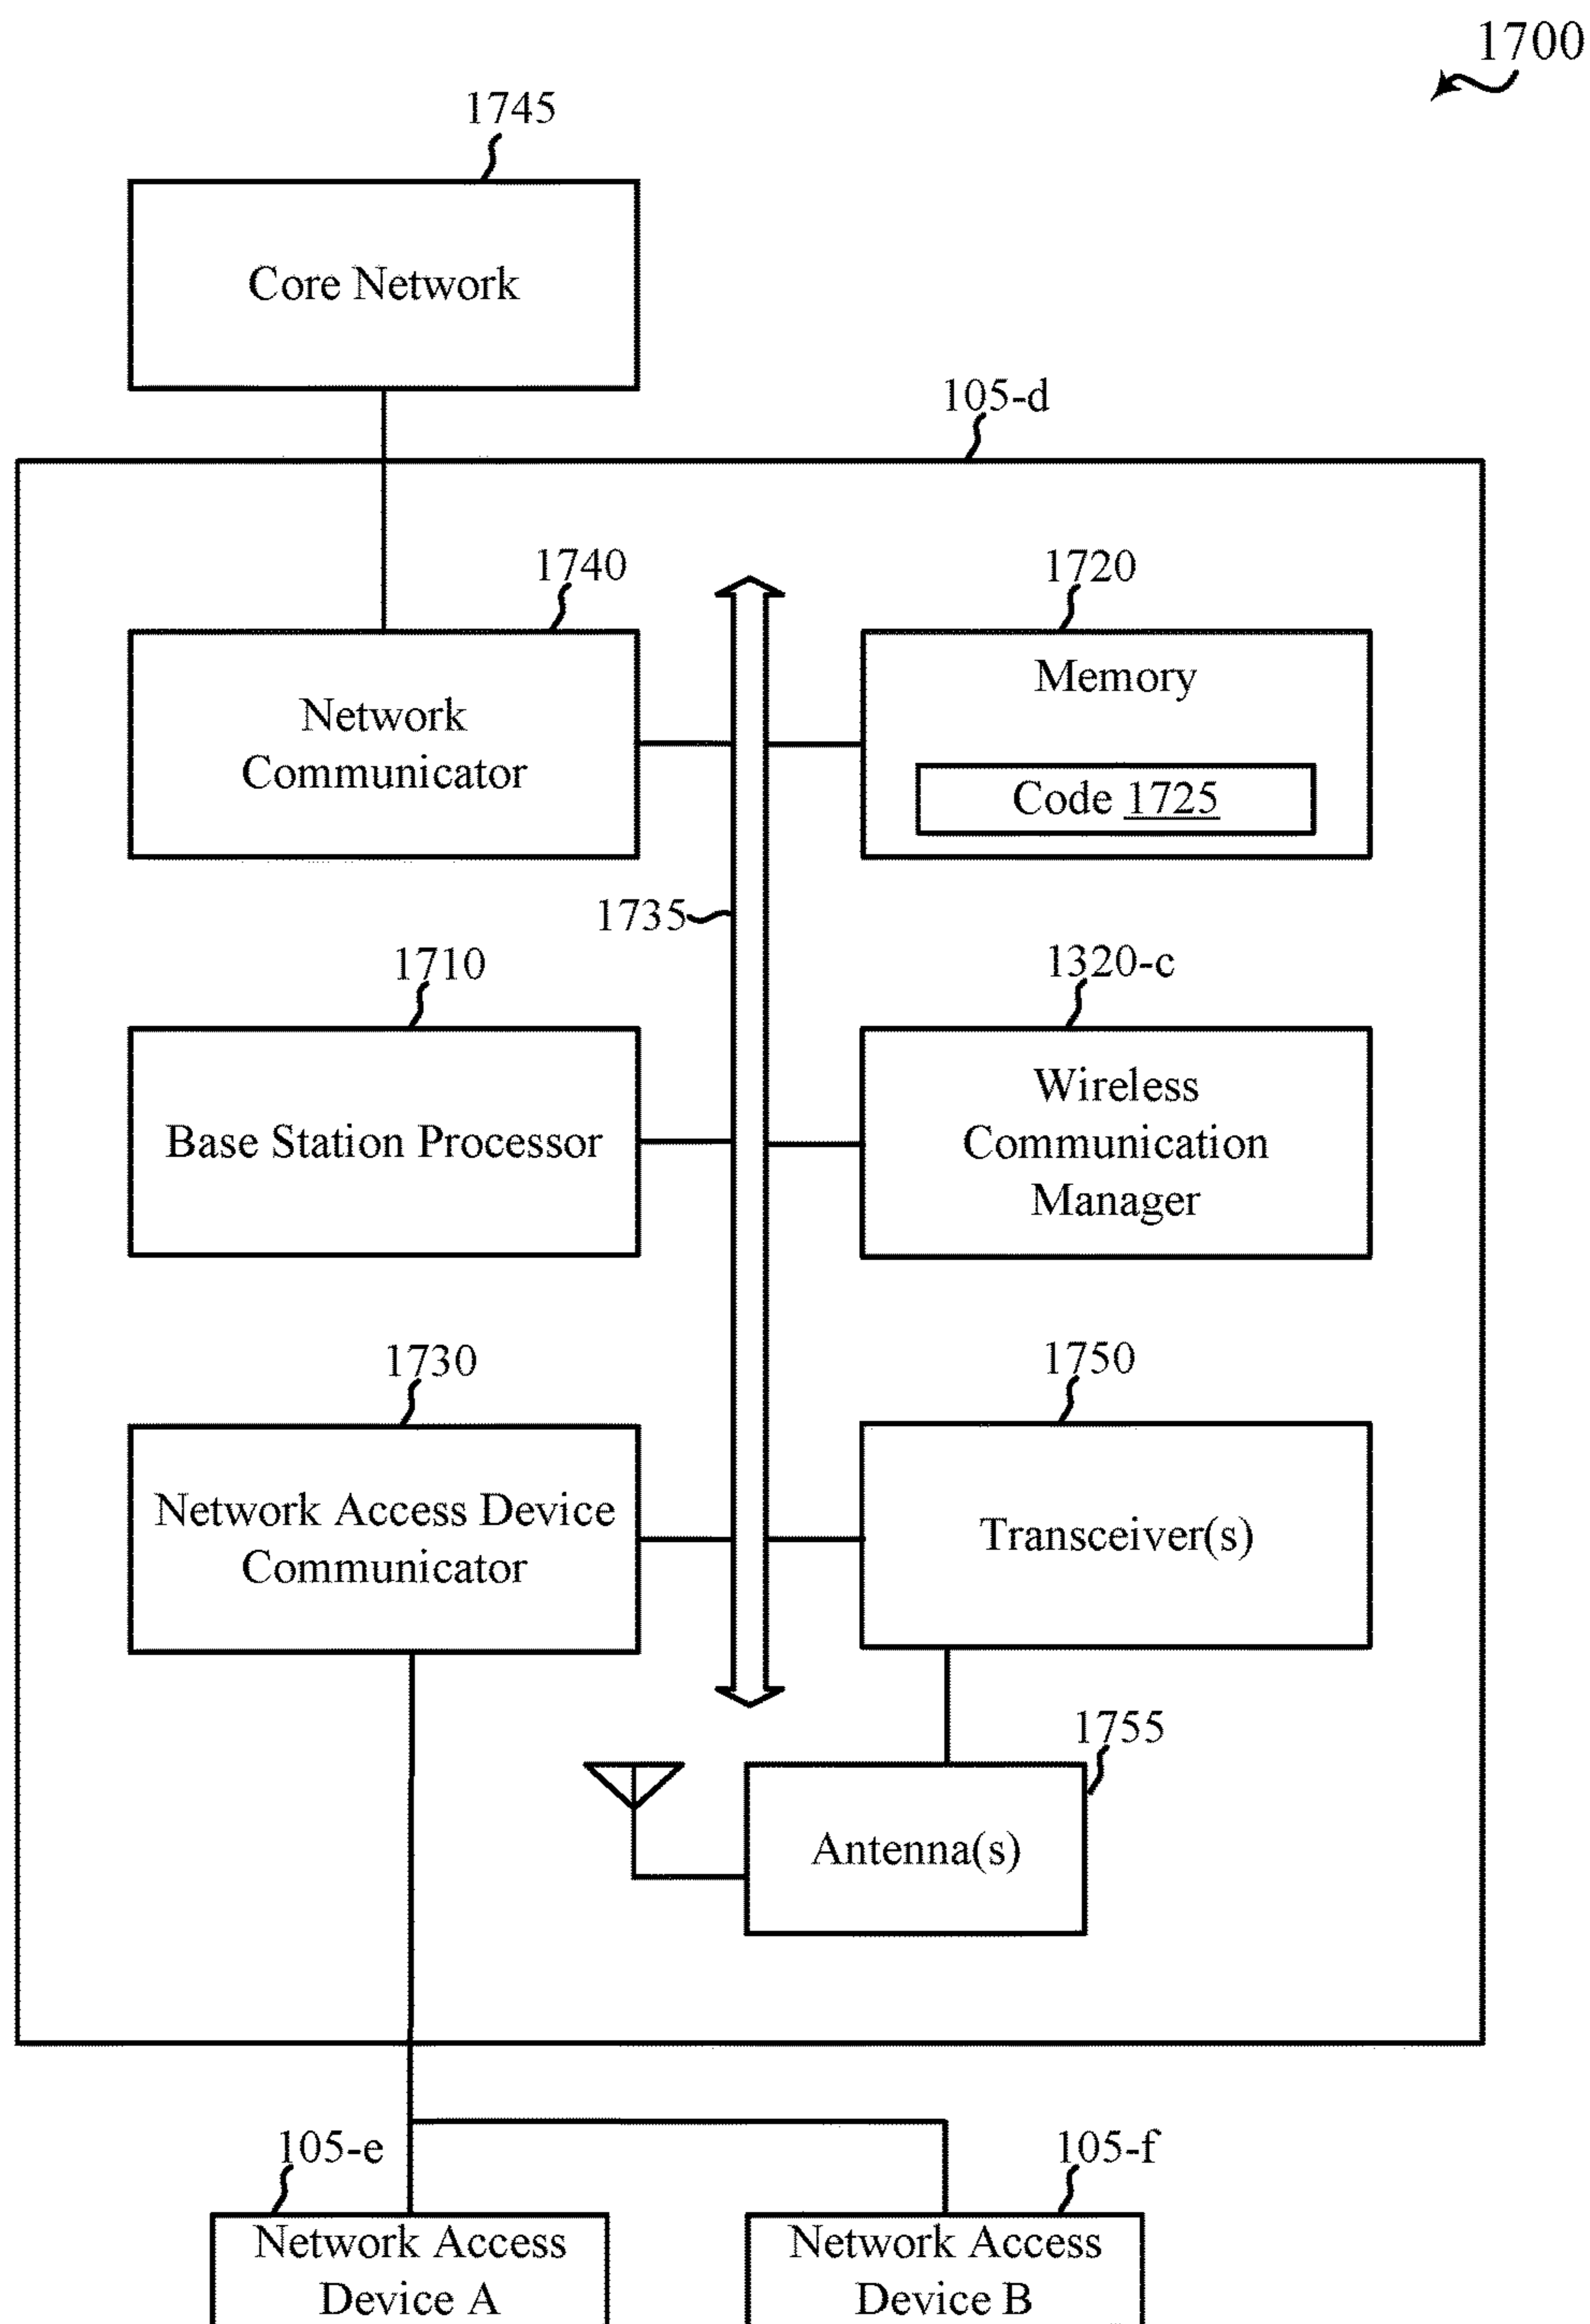 1700
1745
Core Network
105-d
1740
Network
Communicator
1720
Memory
Code 1725
1735
1710
Base Station Processor
1320-c
Wireless
Communication
Manager
1730
Network Access Device
Communicator
1750
Transceiver(s)
1755
Antenna(s)
105-e
Network Access
Device A
105-f
Network Access
Device B